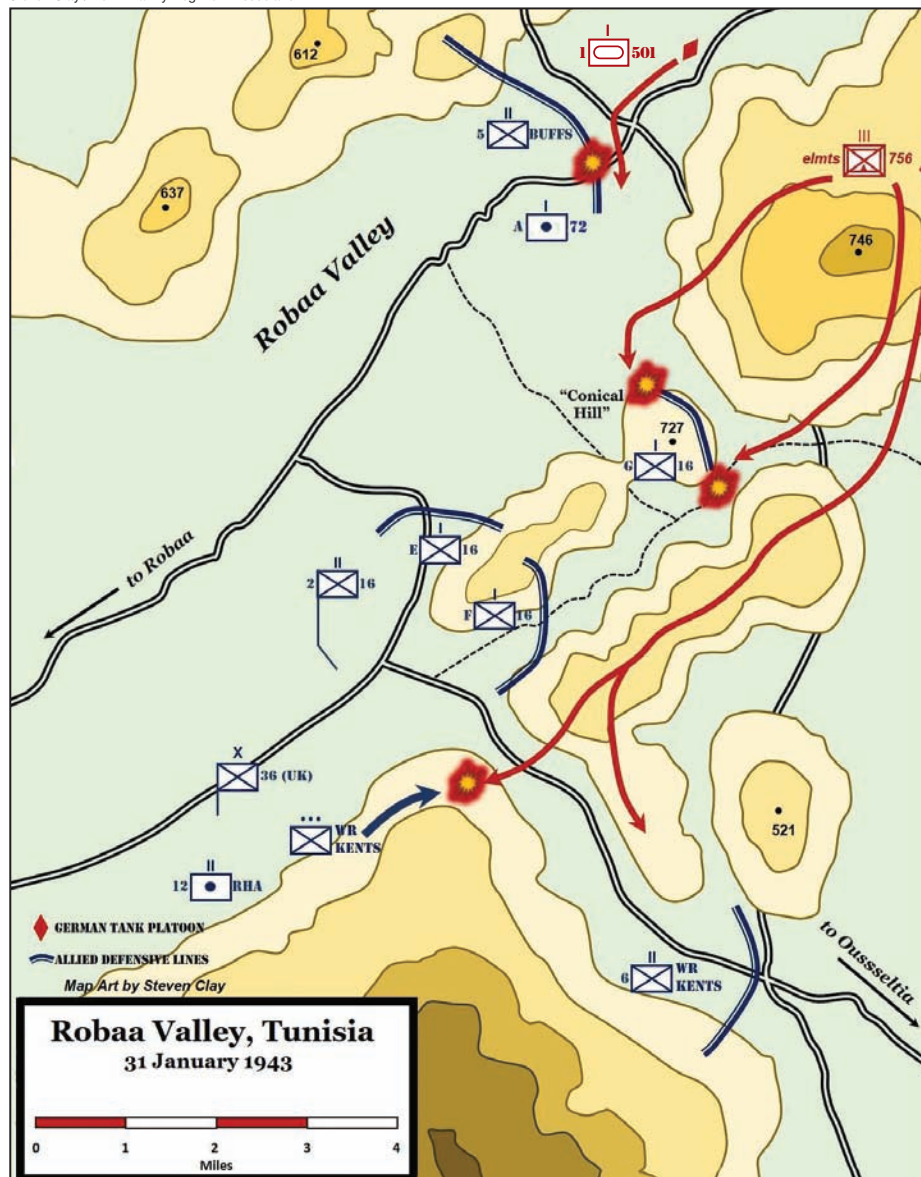 612
I
1 501
II
5 BUFFS
III
elmts 756
637
I
A 72
746
Robaa Valley
"Conical
Hill"
727
I
G 16
I
E 16
II
2 16
I
F 16
to Robaa
X
36 (UK)
521
•••
WR
KENTS
II
12 RHA
to Oussseltia
II
6 WR
KENTS
GERMAN TANK PLATOON
ALLIED DEFENSIVE LINES
Map Art by Steven Clay
Robaa Valley, Tunisia
31 January 1943
0 1 2 3 4
Miles